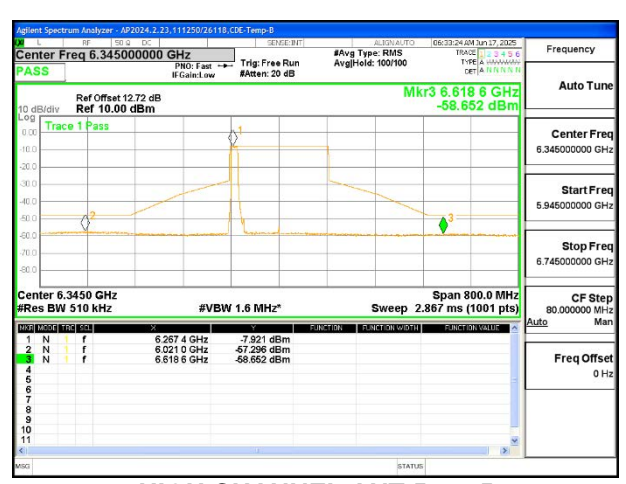 Agilent Spectrum Analyzer - AP2024.2.23,111250/26118,CDE-Temp-B
L RF 50 Ω DC SENSE:INT ALIGN AUTO 06:33:24 AM Jun 17, 2025
Center Freq 6.345000000 GHz
PASS
PNO: Fast
IFGain:Low
Trig: Free Run
#Atten: 20 dB
#Avg Type: RMS
Avg|Hold: 100/100
TRACE 1 2 3 4 5 6
TYPE A
DET A N N N N N
Frequency
Auto Tune
Ref Offset 12.72 dB
10 dB/div Ref 10.00 dBm
Mkr3 6.618 6 GHz
-58.652 dBm
Log
Trace 1 Pass
0.00
-10.0
-20.0
-30.0
-40.0
-50.0
-60.0
-70.0
-80.0
1
2
3
Center Freq
6.345000000 GHz
Start Freq
5.945000000 GHz
Stop Freq
6.745000000 GHz
CF Step
80.000000 MHz
Auto Man
Freq Offset
0 Hz
Center 6.3450 GHz Span 800.0 MHz
#Res BW 510 kHz #VBW 1.6 MHz* Sweep 2.867 ms (1001 pts)
MKR MODE TRC SCL X Y FUNCTION FUNCTION WIDTH FUNCTION VALUE
1 N 1 f 6.267 4 GHz -7.921 dBm
2 N 1 f 6.021 0 GHz -57.296 dBm
3 N 1 f 6.618 6 GHz -58.652 dBm
4
5
6
7
8
9
10
11
MSG STATUS